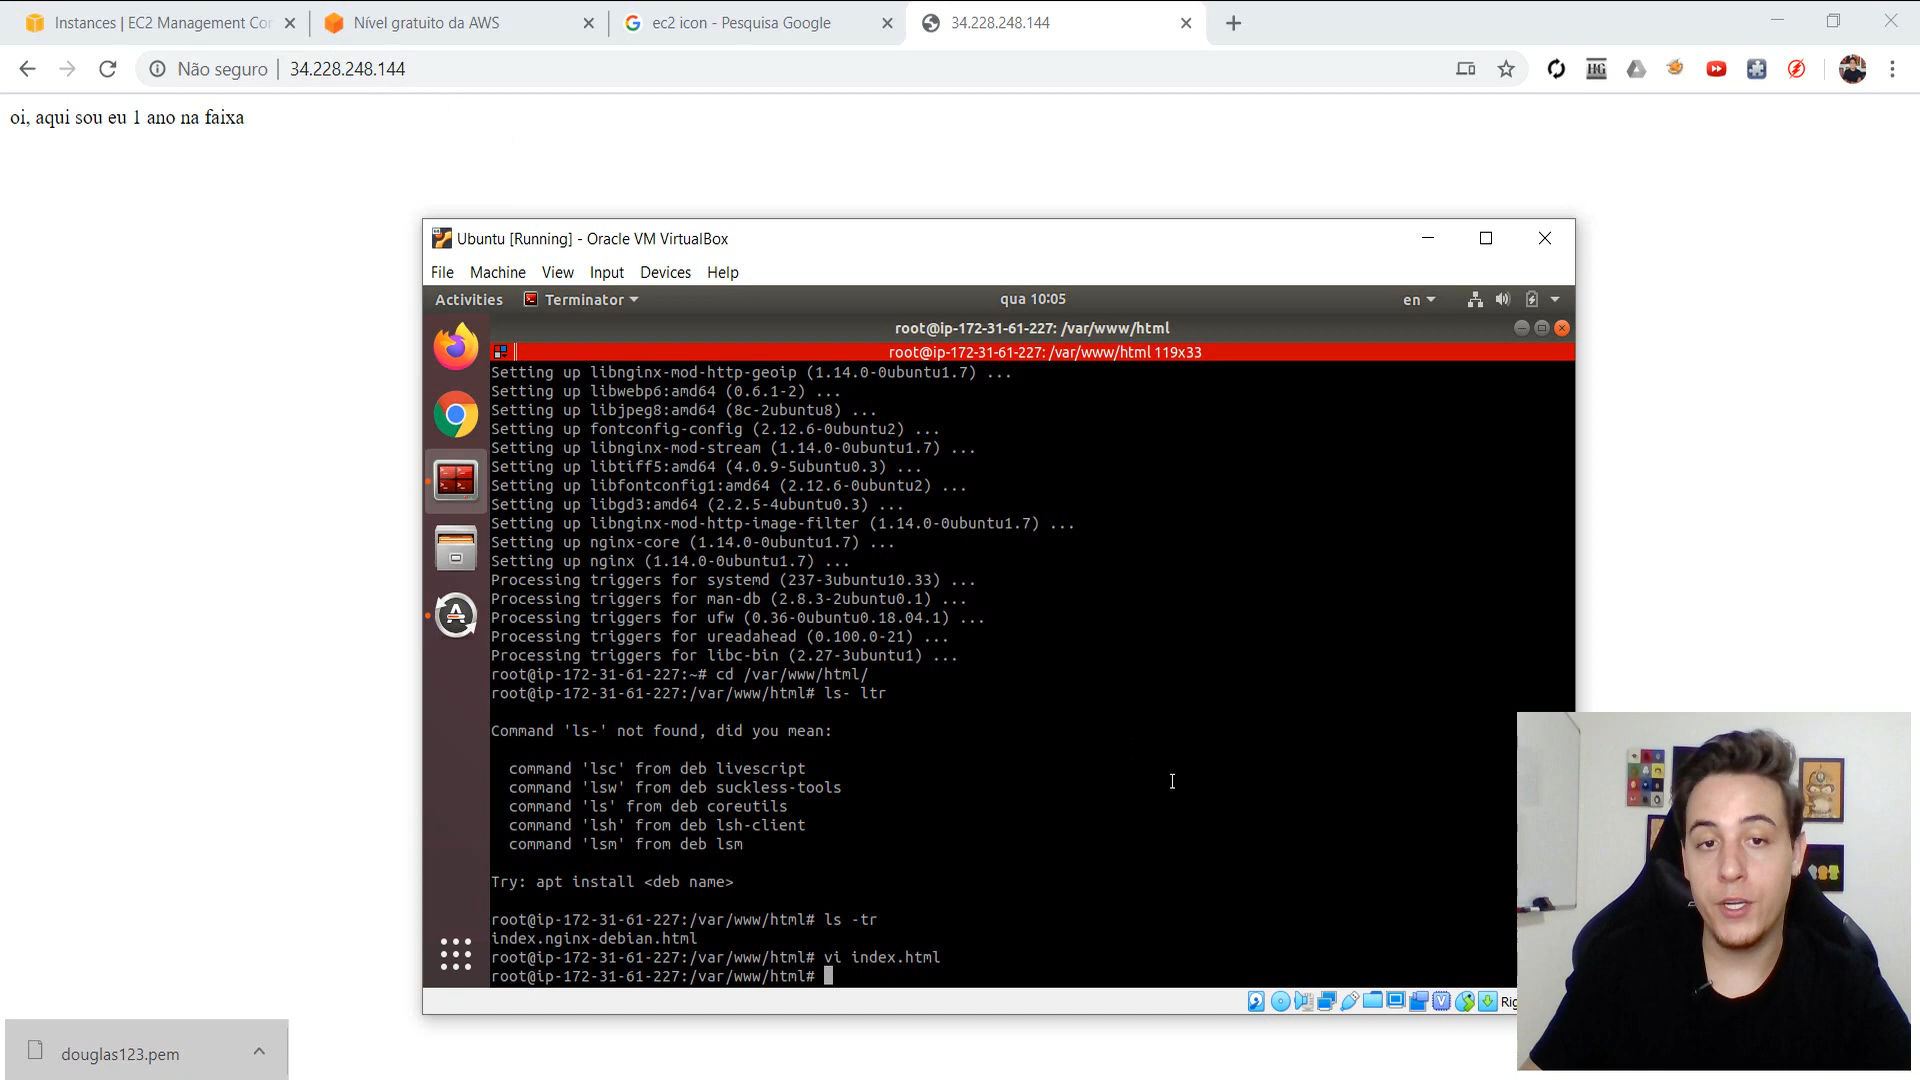 Instances | EC2 Management Con
Nível gratuito da AWS
ec2 icon - Pesquisa Google
34.228.248.144
Não seguro
34.228.248.144
HG
oi, aqui sou eu 1 ano na faixa
Ubuntu [Running] - Oracle VM VirtualBox
File Machine View Input Devices Help
Activities Terminator qua 10:05 en
root@ip-172-31-61-227: /var/www/html
root@ip-172-31-61-227: /var/www/html 119x33
Setting up libnginx-mod-http-geoip (1.14.0-0ubuntu1.7) ...
Setting up libwebp6:amd64 (0.6.1-2) ...
Setting up libjpeg8:amd64 (8c-2ubuntu8) ...
Setting up fontconfig-config (2.12.6-0ubuntu2) ...
Setting up libnginx-mod-stream (1.14.0-0ubuntu1.7) ...
Setting up libtiff5:amd64 (4.0.9-5ubuntu0.3) ...
Setting up libfontconfig1:amd64 (2.12.6-0ubuntu2) ...
Setting up libgd3:amd64 (2.2.5-4ubuntu0.3) ...
Setting up libnginx-mod-http-image-filter (1.14.0-0ubuntu1.7) ...
Setting up nginx-core (1.14.0-0ubuntu1.7) ...
Setting up nginx (1.14.0-0ubuntu1.7) ...
Processing triggers for systemd (237-3ubuntu10.33) ...
Processing triggers for man-db (2.8.3-2ubuntu0.1) ...
Processing triggers for ufw (0.36-0ubuntu0.18.04.1) ...
Processing triggers for ureadahead (0.100.0-21) ...
Processing triggers for libc-bin (2.27-3ubuntu1) ...
root@ip-172-31-61-227:~# cd /var/www/html/
root@ip-172-31-61-227:/var/www/html# ls- ltr
Command 'ls-' not found, did you mean:
command 'lsc' from deb livescript
command 'lsw' from deb suckless-tools
command 'ls' from deb coreutils
command 'lsh' from deb lsh-client
command 'lsm' from deb lsm
Try: apt install <deb name>
root@ip-172-31-61-227:/var/www/html# ls -tr
index.nginx-debian.html
root@ip-172-31-61-227:/var/www/html# vi index.html
root@ip-172-31-61-227:/var/www/html#
Rig
douglas123.pem